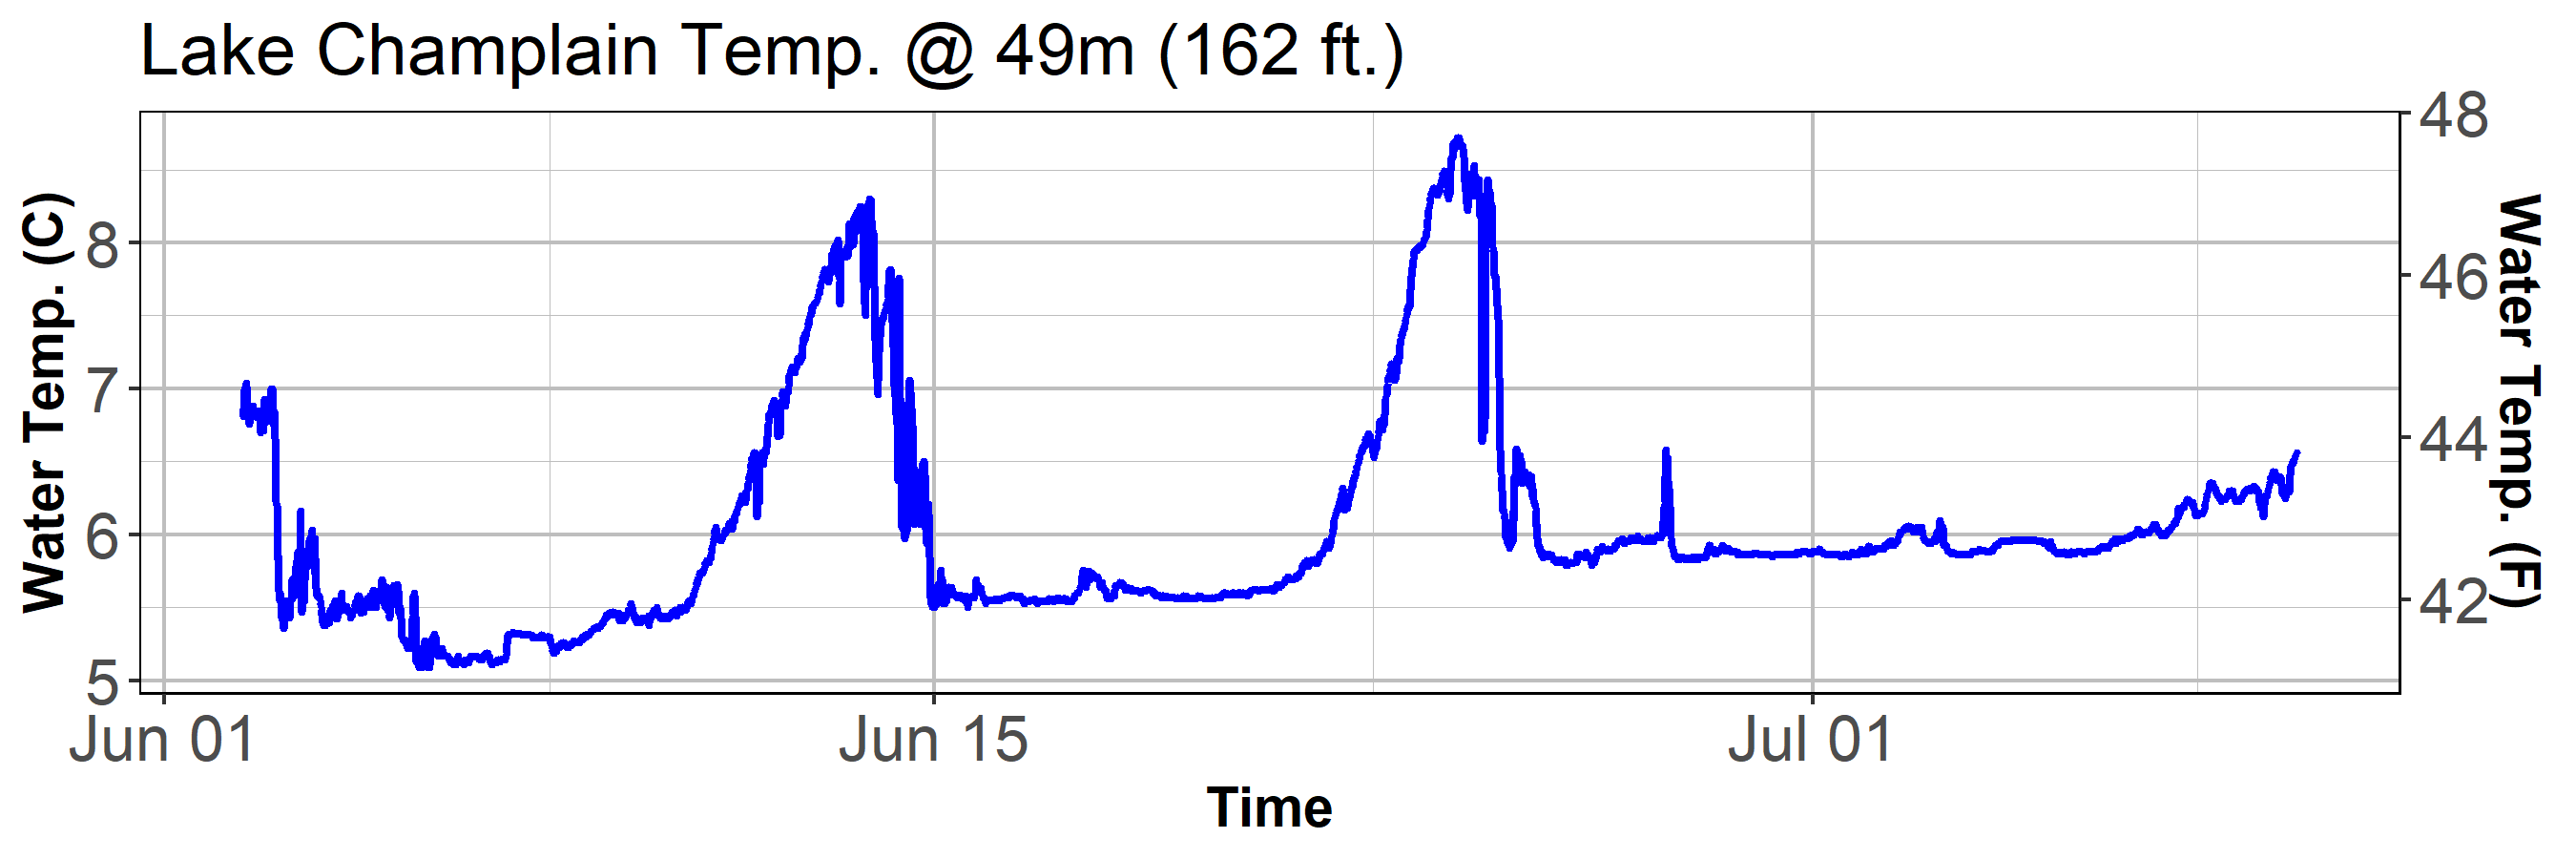 Lake Champlain Temp. @ 49m (162 ft.)
Water Temp. (C)
8
7
6
5
48
46
44
42
Water Temp. (F)
Jun 01
Jun 15
Jul 01
Time